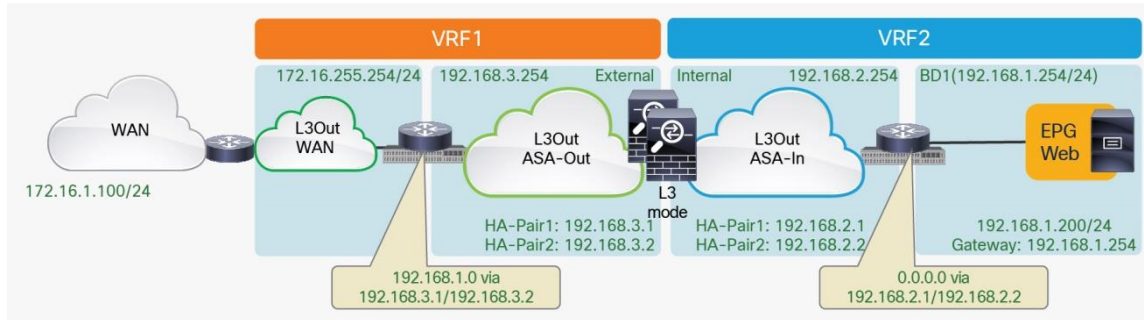 VRF1
VRF2
172.16.255.254/24
192.168.3.254
External
Internal
192.168.2.254
BD1(192.168.1.254/24)
WAN
L3Out
WAN
L3Out
ASA-Out
L3Out
ASA-In
EPG
Web
172.16.1.100/24
L3
mode
HA-Pair1: 192.168.3.1
HA-Pair2: 192.168.3.2
HA-Pair1: 192.168.2.1
HA-Pair2: 192.168.2.2
192.168.1.200/24
Gateway: 192.168.1.254
192.168.1.0 via
192.168.3.1/192.168.3.2
0.0.0.0 via
192.168.2.1/192.168.2.2